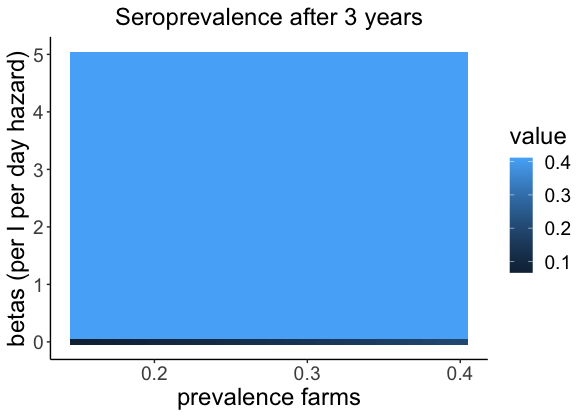 Seroprevalence after 3 years
betas (per I per day hazard)
5
4
3
2
1
0
0.2 0.3 0.4
prevalence farms
value
0.4
0.3
0.2
0.1